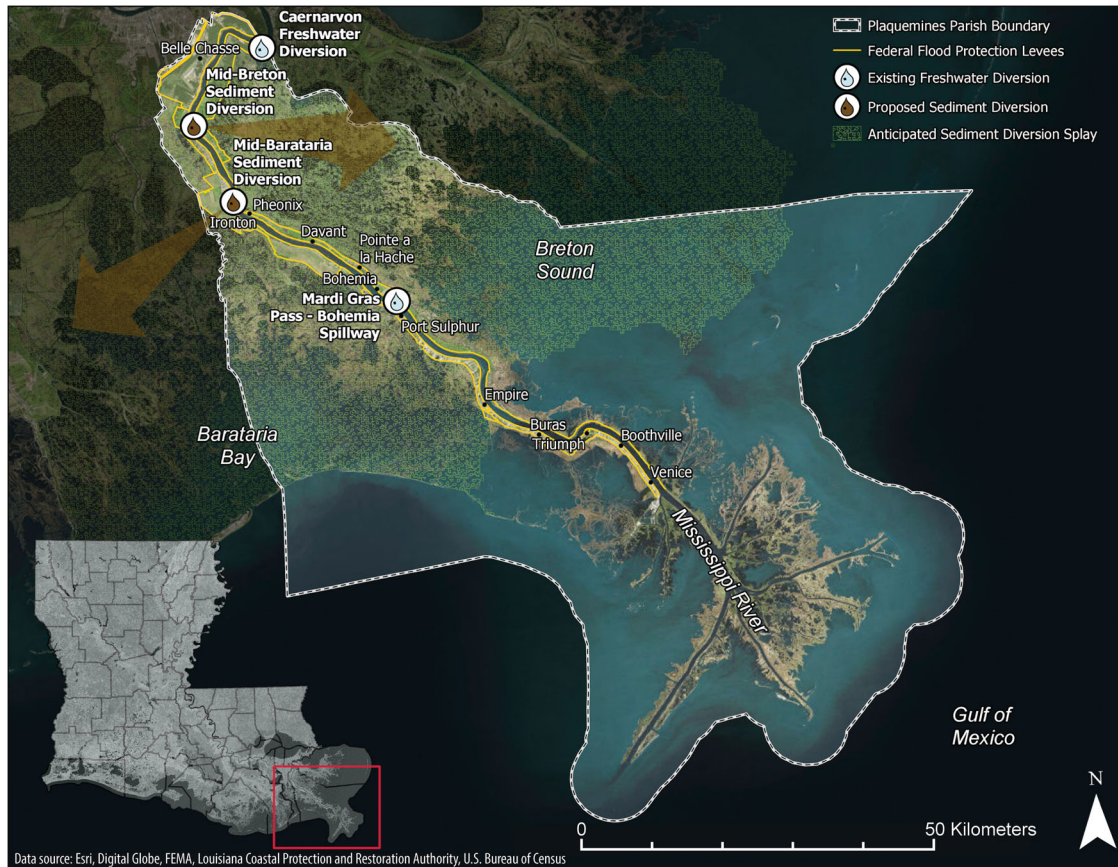 Caernarvon
Freshwater
Diversion
Belle Chasse
Mid-Breton
Sediment
Diversion
Mid-Barataria
Sediment
Diversion
Pheonix
Ironton
Davant
Pointe a
la Hache
Bohemia
Mardi Gras
Pass - Bohemia
Spillway
Port Sulphur
Breton
Sound
Empire
Barataria
Bay
Buras
Triumph
Boothville
Venice
Mississippi River
Gulf of
Mexico
Plaquemines Parish Boundary
Federal Flood Protection Levees
Existing Freshwater Diversion
Proposed Sediment Diversion
Anticipated Sediment Diversion Splay
N
0 50 Kilometers
Data source: Esri, Digital Globe, FEMA, Louisiana Coastal Protection and Restoration Authority, U.S. Bureau of Census